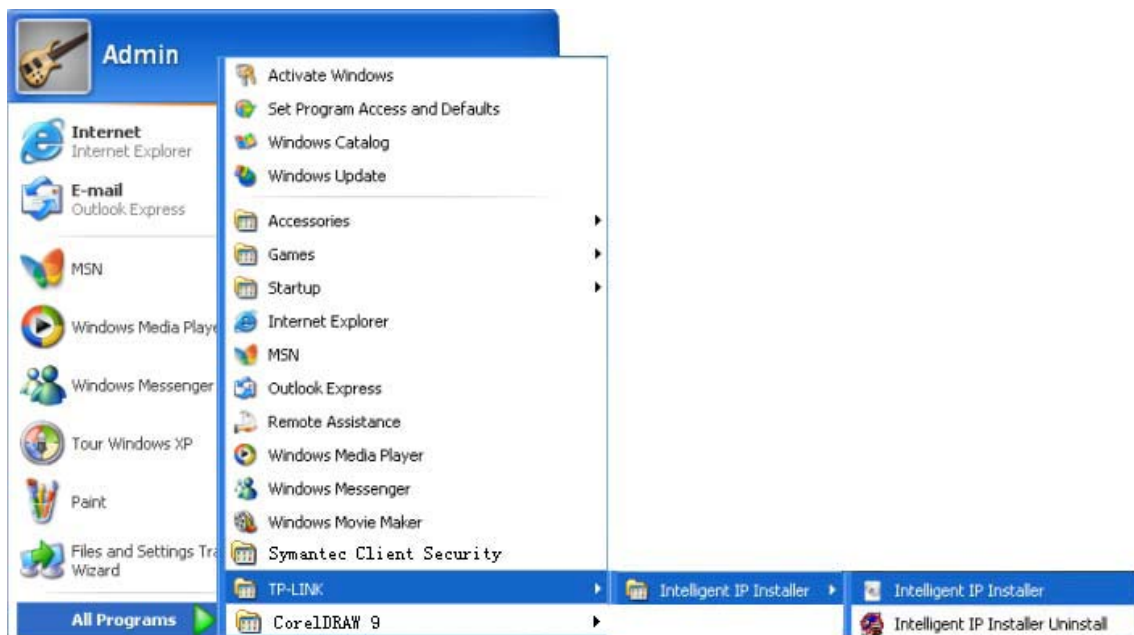 Admin
Internet
Internet Explorer
E-mail
Outlook Express
MSN
Windows Media Playe
Windows Messenger
Tour Windows XP
Paint
Files and Settings Tra
Wizard
All Programs
Activate Windows
Set Program Access and Defaults
Windows Catalog
Windows Update
Accessories
Games
Startup
Internet Explorer
MSN
Outlook Express
Remote Assistance
Windows Media Player
Windows Messenger
Windows Movie Maker
Symantec Client Security
TP-LINK
CorelDRAW 9
Intelligent IP Installer
Intelligent IP Installer
Intelligent IP Installer Uninstall